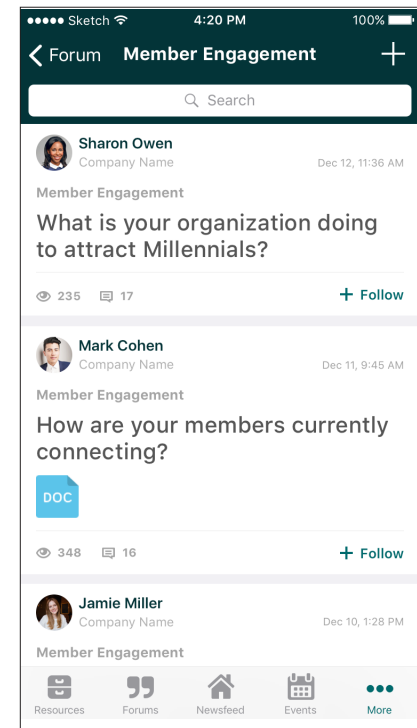 Sketch 4:20 PM 100%
Forum Member Engagement
Search
Sharon Owen
Company Name Dec 12, 11:36 AM
Member Engagement
What is your organization doing
to attract Millennials?
235 17 + Follow
Mark Cohen
Company Name Dec 11, 9:45 AM
Member Engagement
How are your members currently
connecting?
DOC
348 16 + Follow
Jamie Miller
Company Name Dec 10, 1:28 PM
Member Engagement
Resources Forums Newsfeed Events More